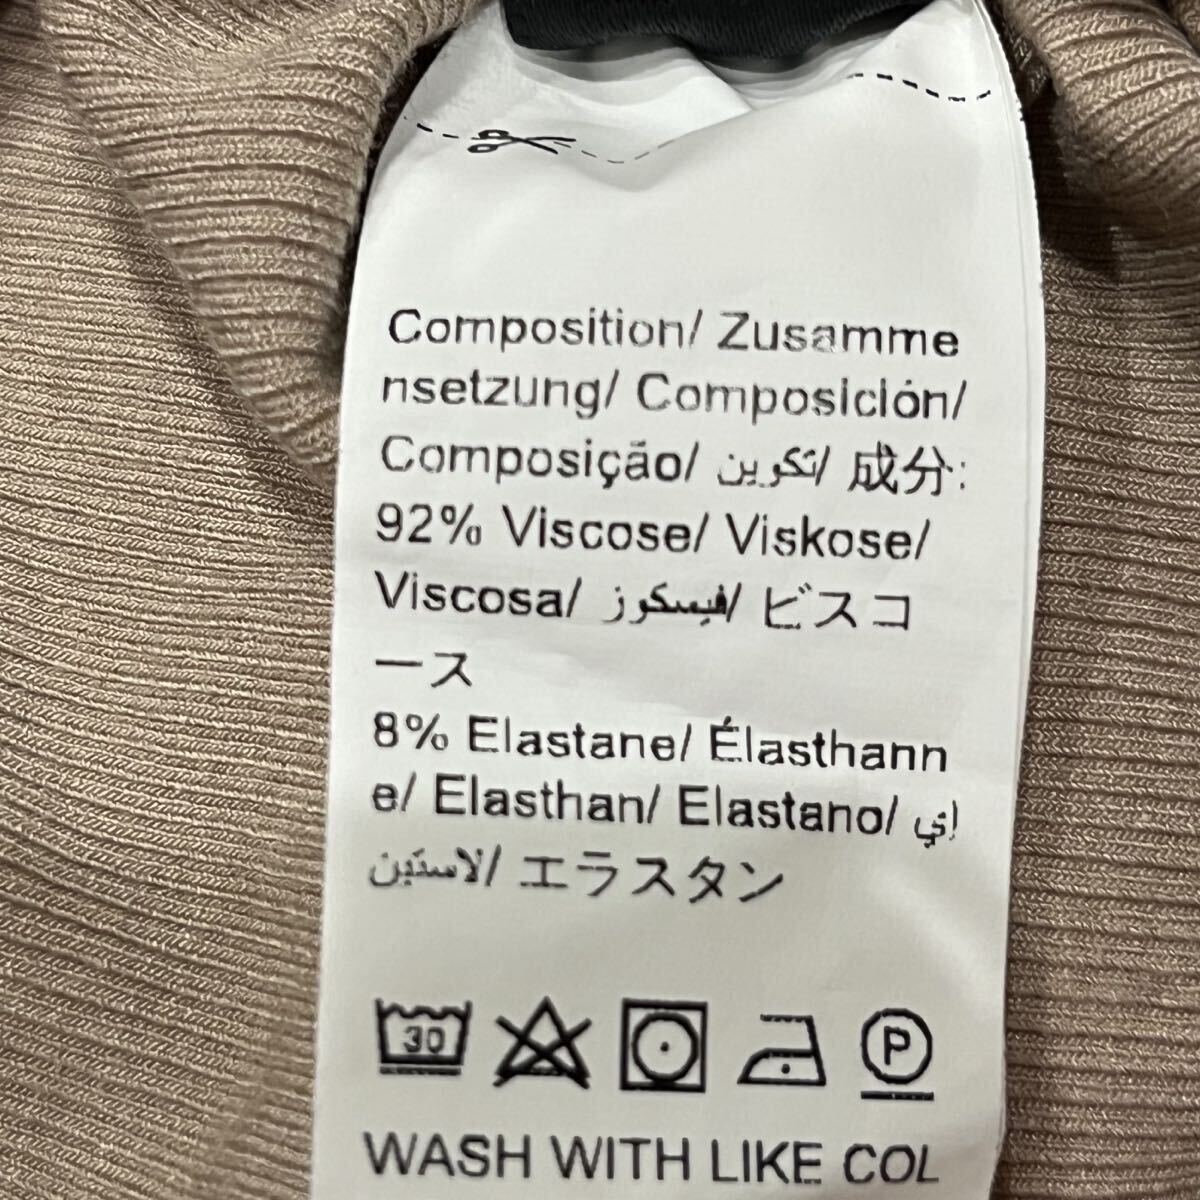 Composition/ Zusamme
nsetzung/ Composición/
Composição/ تكوين/ 成分:
92% Viscose/ Viskose/
Viscosa/ فيسكوز/ ビスコ
ース
8% Elastane/ Élasthann
e/ Elasthan/ Elastano/ إي
لاستين/ エラスタン
30 P
WASH WITH LIKE COL